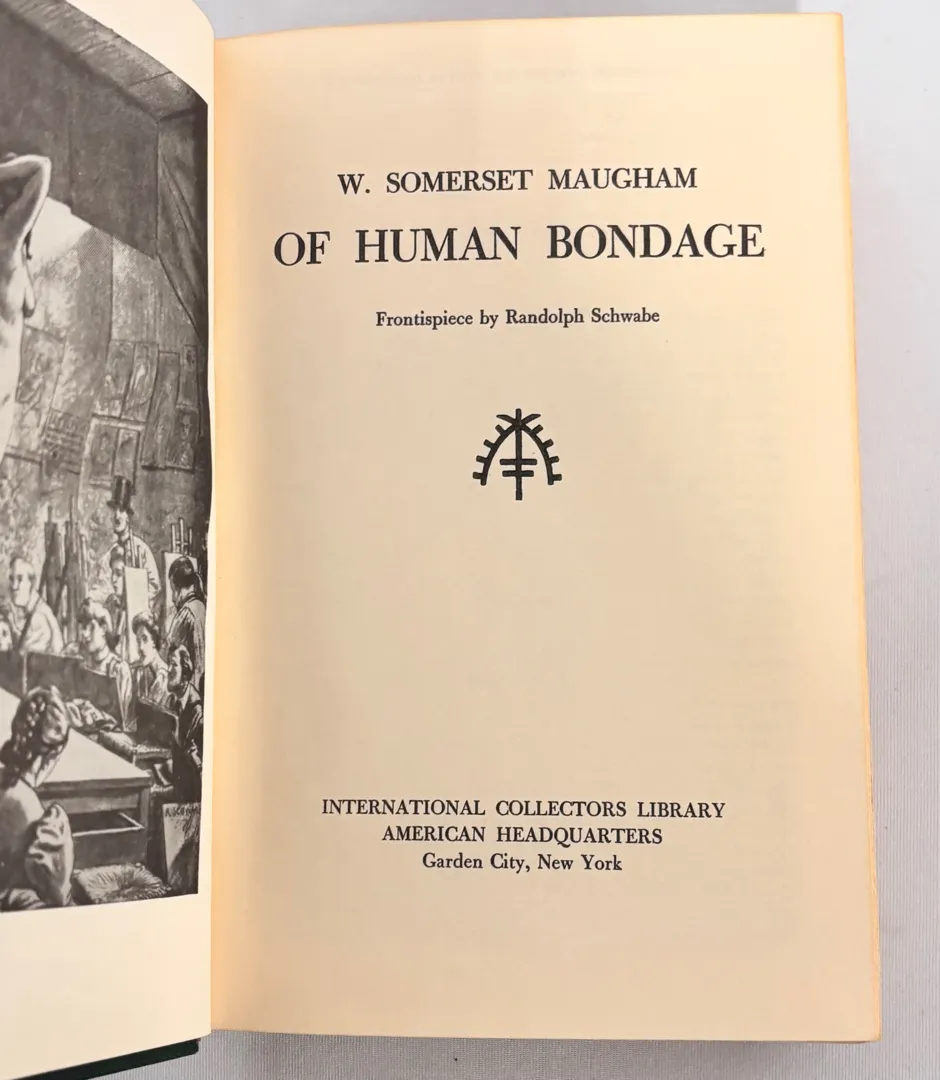 W. SOMERSET MAUGHAM
OF HUMAN BONDAGE
Frontispiece by Randolph Schwabe
INTERNATIONAL COLLECTORS LIBRARY
AMERICAN HEADQUARTERS
Garden City, New York